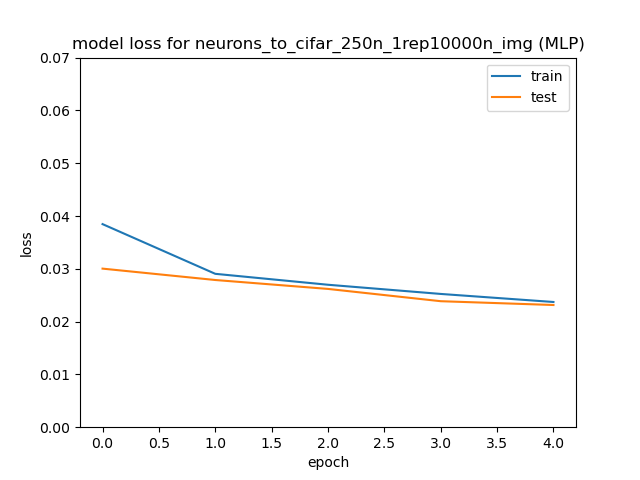 model loss for neurons_to_cifar_250n_1rep10000n_img (MLP)
train
test
loss
0.07
0.06
0.05
0.04
0.03
0.02
0.01
0.00
0.0 0.5 1.0 1.5 2.0 2.5 3.0 3.5 4.0
epoch